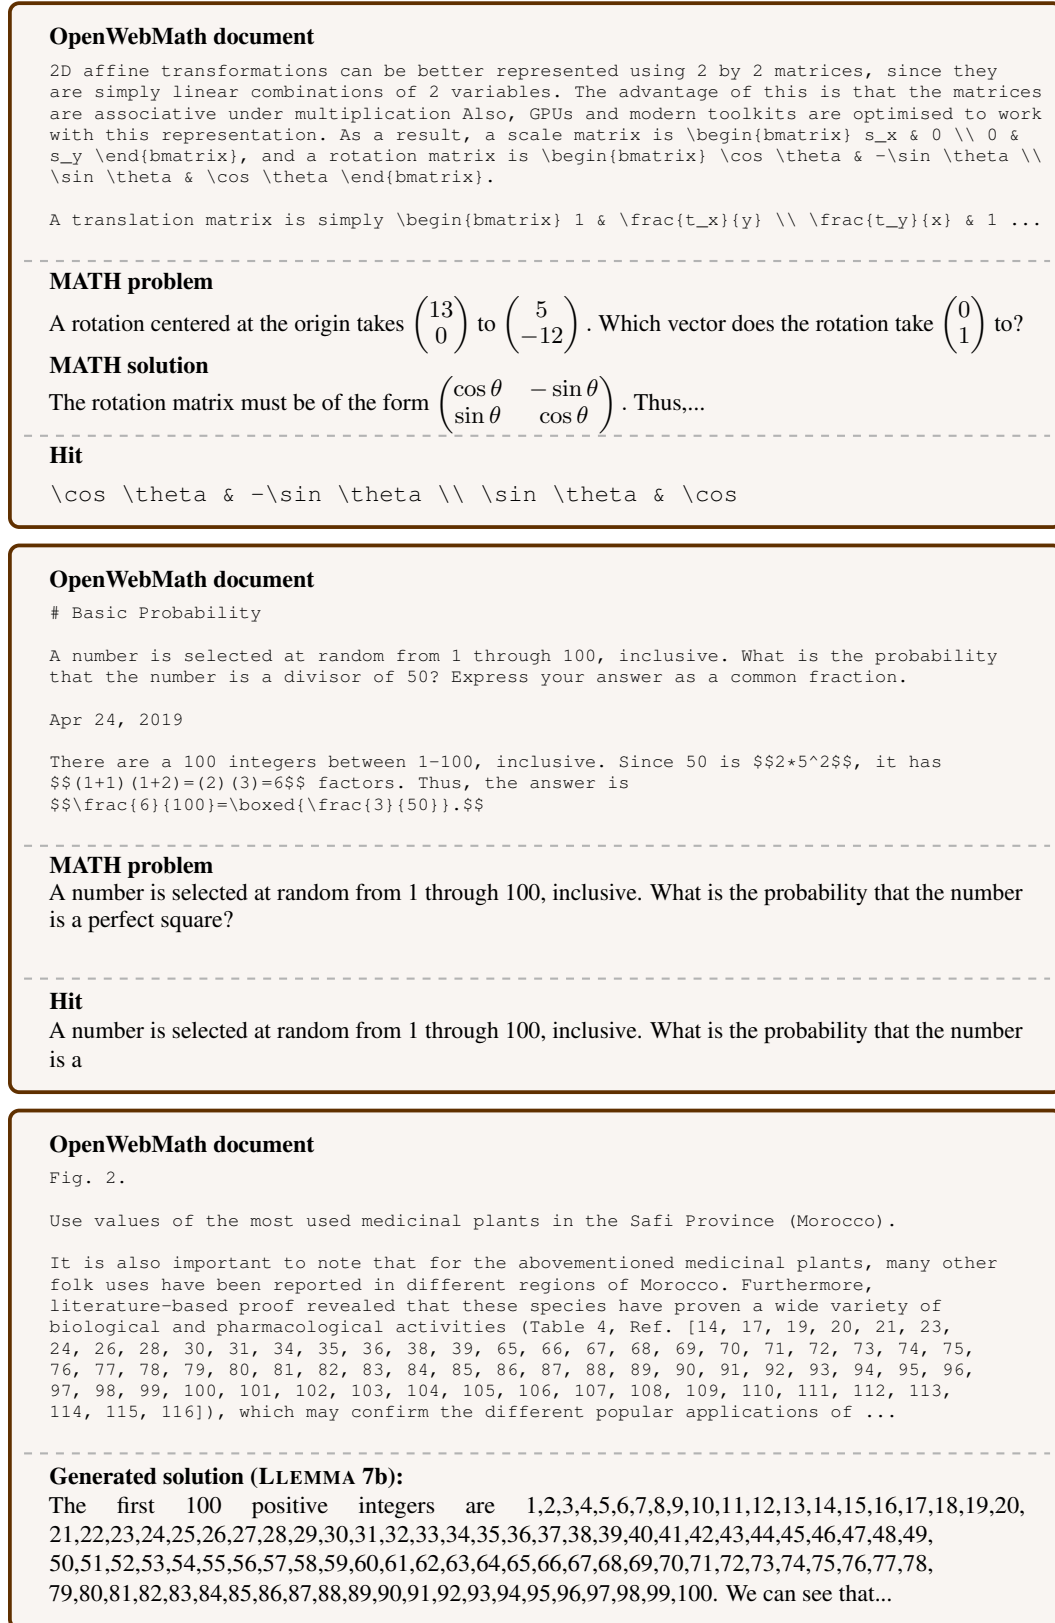 OpenWebMath document
2D affine transformations can be better represented using 2 by 2 matrices, since they
are simply linear combinations of 2 variables. The advantage of this is that the matrices
are associative under multiplication Also, GPUs and modern toolkits are optimised to work
with this representation. As a result, a scale matrix is \begin{bmatrix} s_x & 0 \\ 0 &
s_y \end{bmatrix}, and a rotation matrix is \begin{bmatrix} \cos \theta & -\sin \theta \\
\sin \theta & \cos \theta \end{bmatrix}.
A translation matrix is simply \begin{bmatrix} 1 & \frac{t_x}{y} \\ \frac{t_y}{x} & 1 ...
MATH problem
A rotation centered at the origin takes (13 0) to (5 −12) . Which vector does the rotation take (0 1) to?
MATH solution
The rotation matrix must be of the form (cos θ − sin θ sin θ cos θ) . Thus,...
Hit
\cos \theta & -\sin \theta \\ \sin \theta & \cos
OpenWebMath document
# Basic Probability
A number is selected at random from 1 through 100, inclusive. What is the probability
that the number is a divisor of 50? Express your answer as a common fraction.
Apr 24, 2019
There are a 100 integers between 1-100, inclusive. Since 50 is $$2*5^2$$, it has
$$(1+1)(1+2)=(2)(3)=6$$ factors. Thus, the answer is
$$\frac{6}{100}=\boxed{\frac{3}{50}}.$$
MATH problem
A number is selected at random from 1 through 100, inclusive. What is the probability that the number
is a perfect square?
Hit
A number is selected at random from 1 through 100, inclusive. What is the probability that the number
is a
OpenWebMath document
Fig. 2.
Use values of the most used medicinal plants in the Safi Province (Morocco).
It is also important to note that for the abovementioned medicinal plants, many other
folk uses have been reported in different regions of Morocco. Furthermore,
literature-based proof revealed that these species have proven a wide variety of
biological and pharmacological activities (Table 4, Ref. [14, 17, 19, 20, 21, 23,
24, 26, 28, 30, 31, 34, 35, 36, 38, 39, 65, 66, 67, 68, 69, 70, 71, 72, 73, 74, 75,
76, 77, 78, 79, 80, 81, 82, 83, 84, 85, 86, 87, 88, 89, 90, 91, 92, 93, 94, 95, 96,
97, 98, 99, 100, 101, 102, 103, 104, 105, 106, 107, 108, 109, 110, 111, 112, 113,
114, 115, 116]), which may confirm the different popular applications of ...
Generated solution (LLEMMA 7b):
The first 100 positive integers are 1,2,3,4,5,6,7,8,9,10,11,12,13,14,15,16,17,18,19,20,
21,22,23,24,25,26,27,28,29,30,31,32,33,34,35,36,37,38,39,40,41,42,43,44,45,46,47,48,49,
50,51,52,53,54,55,56,57,58,59,60,61,62,63,64,65,66,67,68,69,70,71,72,73,74,75,76,77,78,
79,80,81,82,83,84,85,86,87,88,89,90,91,92,93,94,95,96,97,98,99,100. We can see that...